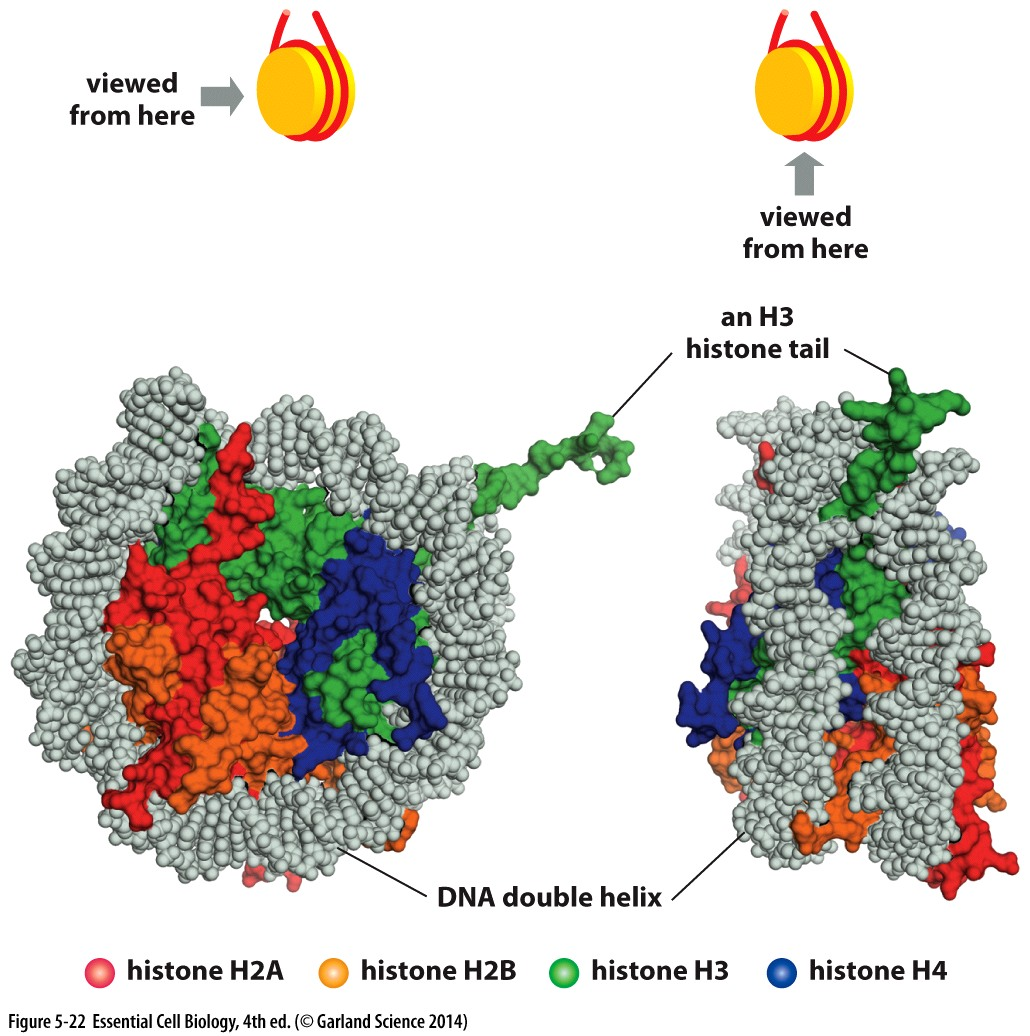 viewed
from here
viewed
from here
an H3
histone tail
DNA double helix
histone H2A
histone H2B
histone H3
histone H4
Figure 5-22 Essential Cell Biology, 4th ed. (© Garland Science 2014)